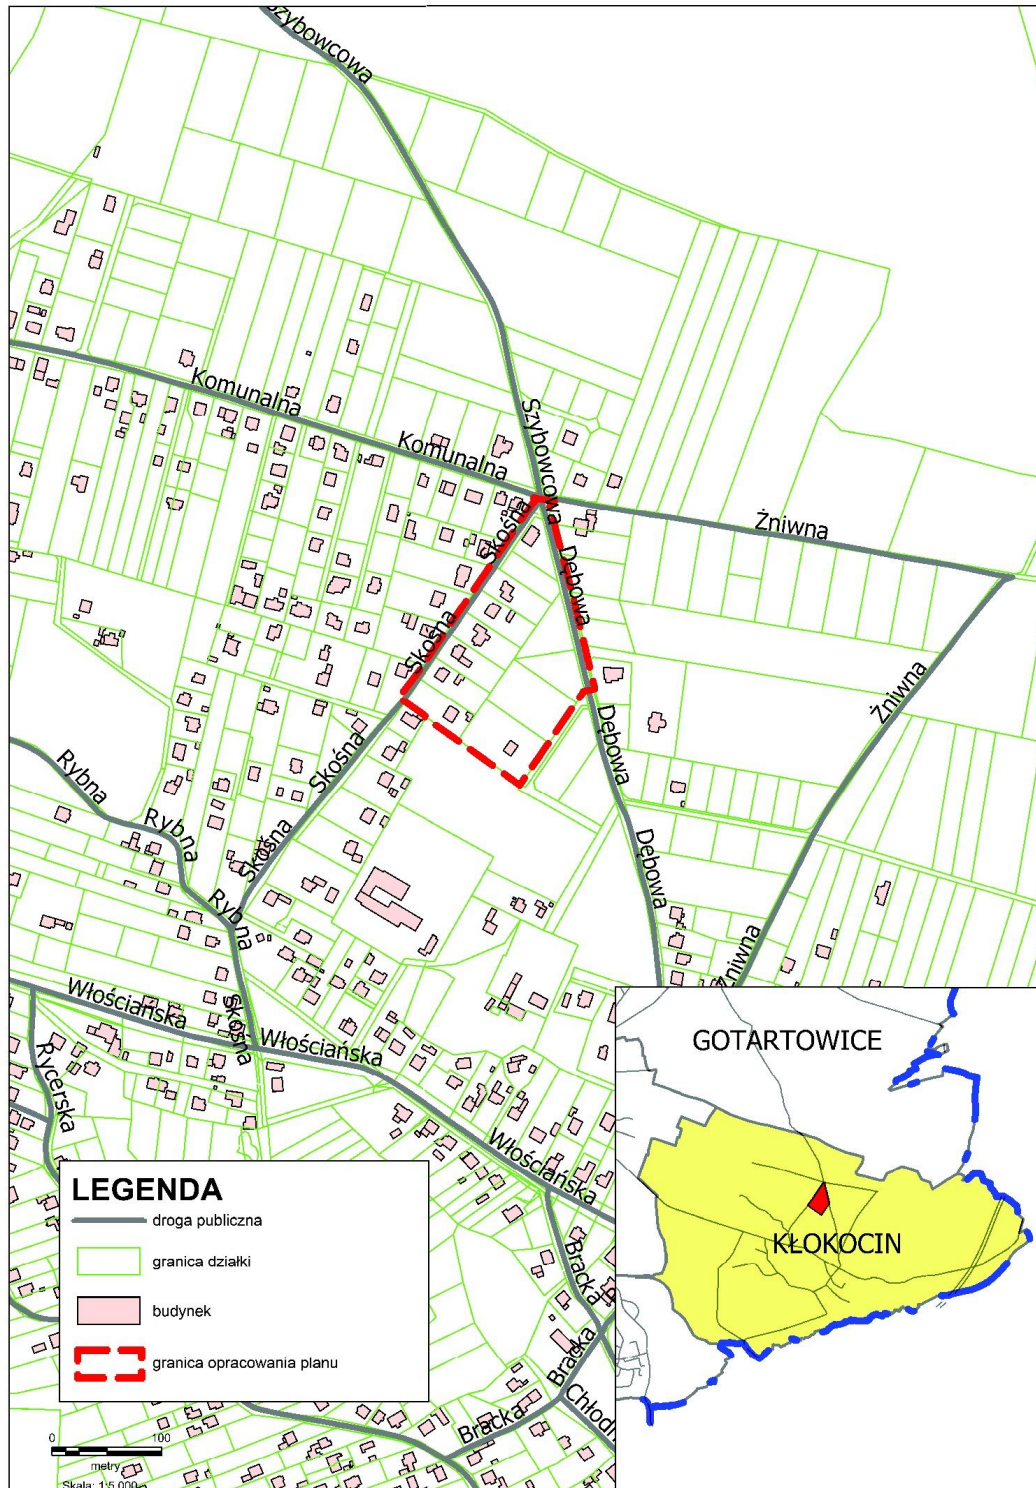 Szybowcowa
Komunalna
Komunalna
Szybowcowa
Skośna
Żniwna
Dębowa
Skośna
Żniwna
Skośna
Dębowa
Rybna
Rybna
Skośna
Dębowa
Rybna
Żniwna
Włościańska
Skośna
Włościańska
Rycerska
Włościańska
Bracka
Bracka
Bracka
GOTARTOWICE
KŁOKOCIN
LEGENDA
droga publiczna
granica działki
budynek
granica opracowania planu
0 100
metry
Skala: 1:5 000